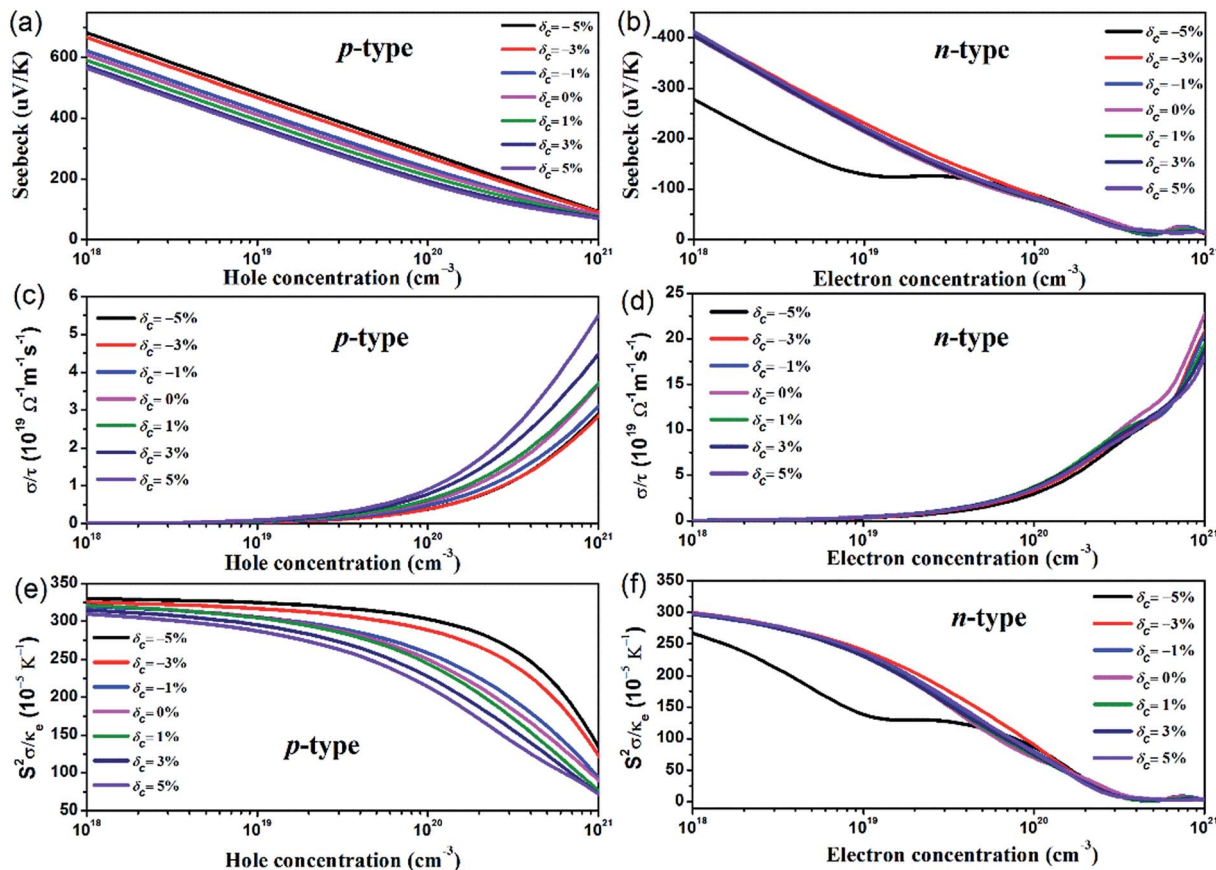 (a)
p-type
δc= −5%
δc= −3%
δc= −1%
δc= 0%
δc= 1%
δc= 3%
δc= 5%
Seebeck (uV/K)
600
400
200
0
10^18
10^19
10^20
10^21
Hole concentration (cm^−3)
(b)
n-type
δc= −5%
δc= −3%
δc= −1%
δc= 0%
δc= 1%
δc= 3%
δc= 5%
Seebeck (uV/K)
-400
-300
-200
-100
-0
10^18
10^19
10^20
10^21
Electron concentration (cm^−3)
(c)
p-type
δc= −5%
δc= −3%
δc= −1%
δc= 0%
δc= 1%
δc= 3%
δc= 5%
σ/τ (10^19 Ω^-1m^-1s^-1)
6
5
4
3
2
1
0
10^18
10^19
10^20
10^21
Hole concentration (cm^−3)
(d)
n-type
δc= −5%
δc= −3%
δc= −1%
δc= 0%
δc= 1%
δc= 3%
δc= 5%
σ/τ (10^19 Ω^-1m^-1s^-1)
25
20
15
10
5
0
10^18
10^19
10^20
10^21
Electron concentration (cm^−3)
(e)
p-type
δc= −5%
δc= −3%
δc= −1%
δc= 0%
δc= 1%
δc= 3%
δc= 5%
S^2σ/κe (10^−5 K^−1)
350
300
250
200
150
100
50
10^18
10^19
10^20
10^21
Hole concentration (cm^−3)
(f)
n-type
δc= −5%
δc= −3%
δc= −1%
δc= 0%
δc= 1%
δc= 3%
δc= 5%
S^2σ/κe (10^−5 K^−1)
350
300
250
200
150
100
50
0
10^18
10^19
10^20
10^21
Electron concentration (cm^−3)